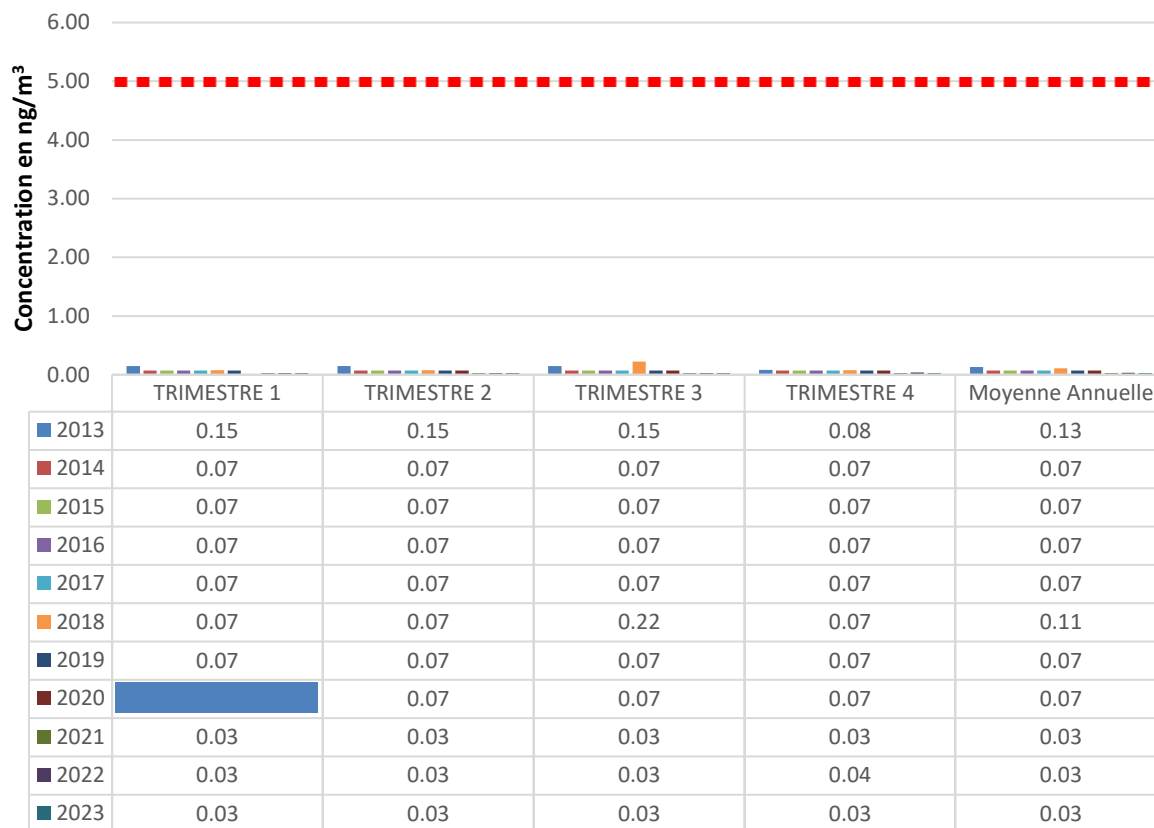 Concentration en ng/m³
6.00
5.00
4.00
3.00
2.00
1.00
0.00
TRIMESTRE 1 TRIMESTRE 2 TRIMESTRE 3 TRIMESTRE 4 Moyenne Annuelle
2013 0.15 0.15 0.15 0.08 0.13
2014 0.07 0.07 0.07 0.07 0.07
2015 0.07 0.07 0.07 0.07 0.07
2016 0.07 0.07 0.07 0.07 0.07
2017 0.07 0.07 0.07 0.07 0.07
2018 0.07 0.07 0.22 0.07 0.11
2019 0.07 0.07 0.07 0.07 0.07
2020 0.07 0.07 0.07 0.07
2021 0.03 0.03 0.03 0.03 0.03
2022 0.03 0.03 0.03 0.04 0.03
2023 0.03 0.03 0.03 0.03 0.03